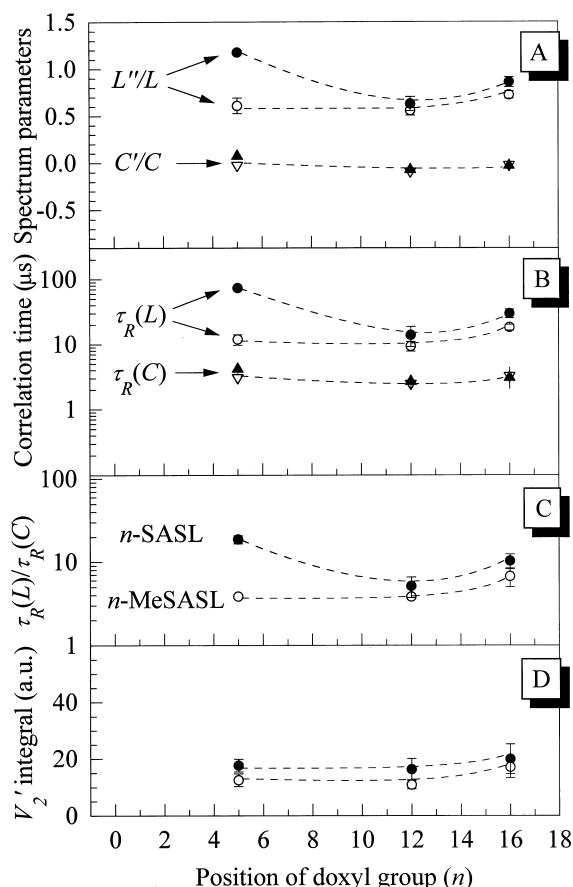 1.5
A
1.0
L''/L
0.5
0.0
C'/C
-0.5
Spectrum parameters
B
100
τR(L)
10
τR(C)
1
Correlation time (μs)
100
C
n-SASL
10
n-MeSASL
1
τR(L)/τR(C)
D
40
20
0
V2' integral (a.u.)
0 2 4 6 8 10 12 14 16 18
Position of doxyl group (n)